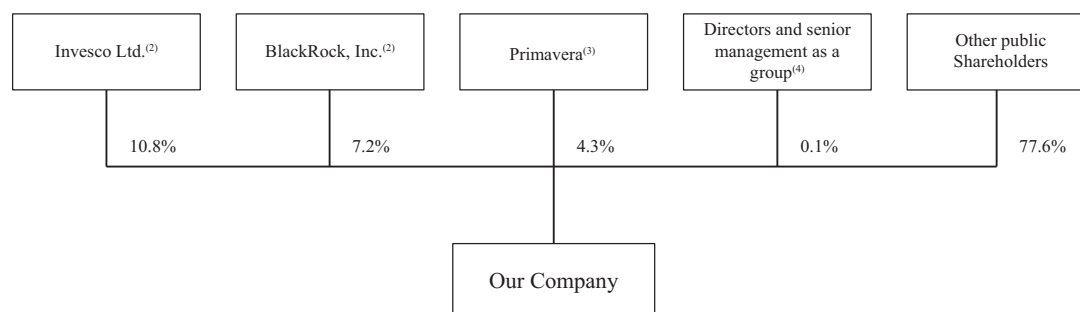 Invesco Ltd.(2)
BlackRock, Inc.(2)
Primavera(3)
Directors and senior
management as a
group(4)
Other public
Shareholders
10.8%
7.2%
4.3%
0.1%
77.6%
Our Company